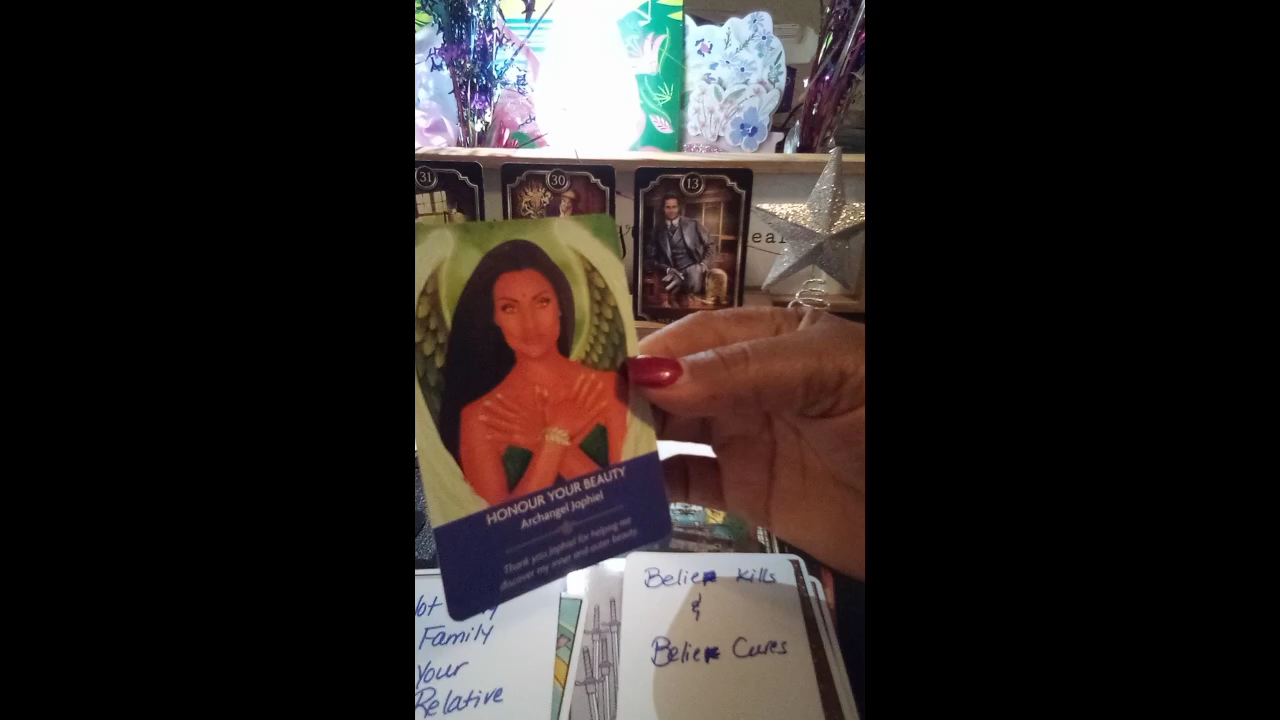 31
30
13
eal
HONOUR YOUR BEAUTY
Archangel Jophiel
Thank you Jophiel for helping me
discover my inner and outer beauty.
Family
Your
Relative
Belief Kills
&
Belief Cures